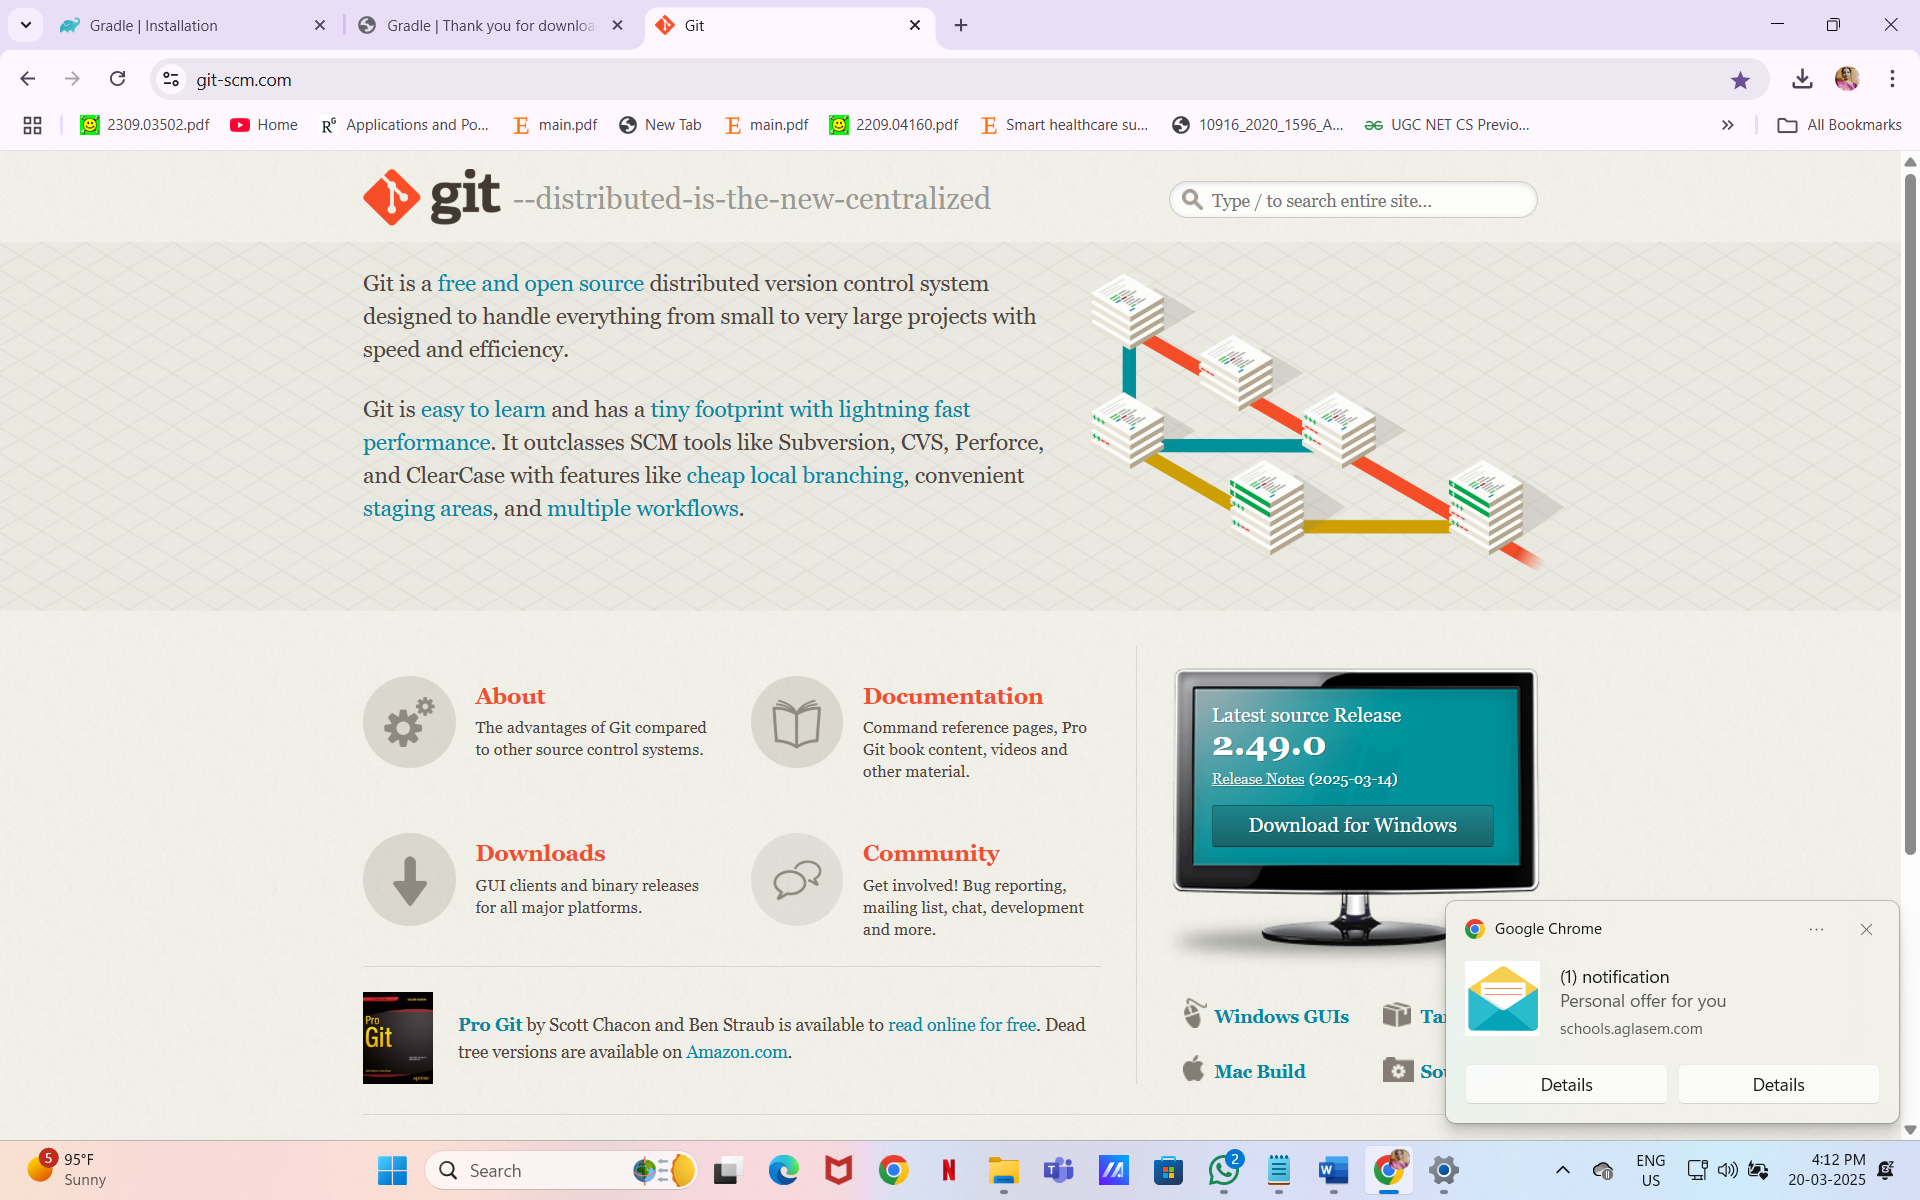 Gradle | Installation
Gradle | Thank you for downloa
Git
git-scm.com
2309.03502.pdf
Home
Applications and Po...
main.pdf
New Tab
main.pdf
2209.04160.pdf
Smart healthcare su...
10916_2020_1596_A...
UGC NET CS Previo...
All Bookmarks
git --distributed-is-the-new-centralized
Type / to search entire site...
Git is a free and open source distributed version control system
designed to handle everything from small to very large projects with
speed and efficiency.
Git is easy to learn and has a tiny footprint with lightning fast
performance. It outclasses SCM tools like Subversion, CVS, Perforce,
and ClearCase with features like cheap local branching, convenient
staging areas, and multiple workflows.
About
The advantages of Git compared
to other source control systems.
Documentation
Command reference pages, Pro
Git book content, videos and
other material.
Downloads
GUI clients and binary releases
for all major platforms.
Community
Get involved! Bug reporting,
mailing list, chat, development
and more.
Latest source Release
2.49.0
Release Notes (2025-03-14)
Download for Windows
Pro
Git
Pro Git by Scott Chacon and Ben Straub is available to read online for free. Dead
tree versions are available on Amazon.com.
Windows GUIs
Ta
Mac Build
So
Google Chrome
(1) notification
Personal offer for you
schools.aglasem.com
Details
Details
5
95°F
Sunny
Search
2
ENG
US
4:12 PM
20-03-2025